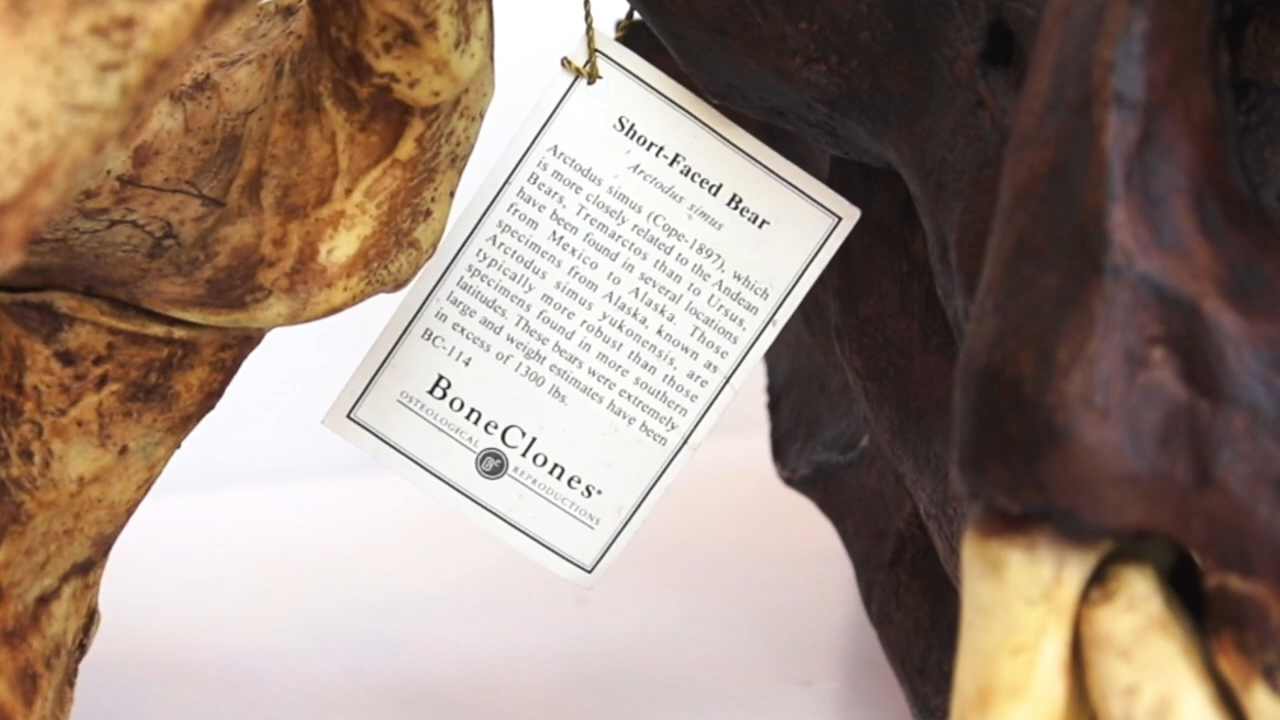 Short-Faced Bear
Arctodus simus
Arctodus simus (Cope-1897), which
is more closely related to the Andean
Bears, Tremarctos than to Ursus,
have been found in several locations
from Mexico to Alaska. Those
specimens from Alaska, known as
Arctodus simus yukonensis, are
typically more robust than those
specimens found in more southern
latitudes. These bears were extremely
large and weight estimates have been
in excess of 1300 lbs.
BC-114
BoneClones®
OSTEOLOGICAL BC REPRODUCTIONS